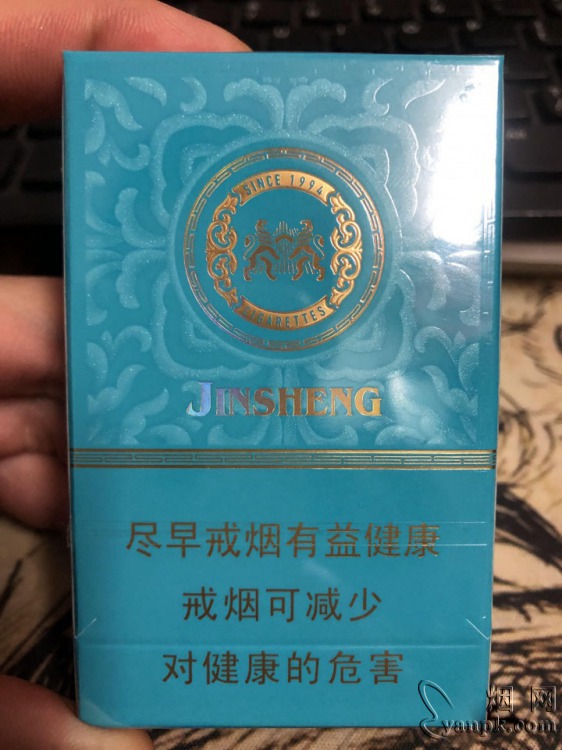 SINCE 1994
CIGARETTES
JINSHENG
尽早戒烟有益健康
戒烟可减少
对健康的危害
烟网
yanpk.com